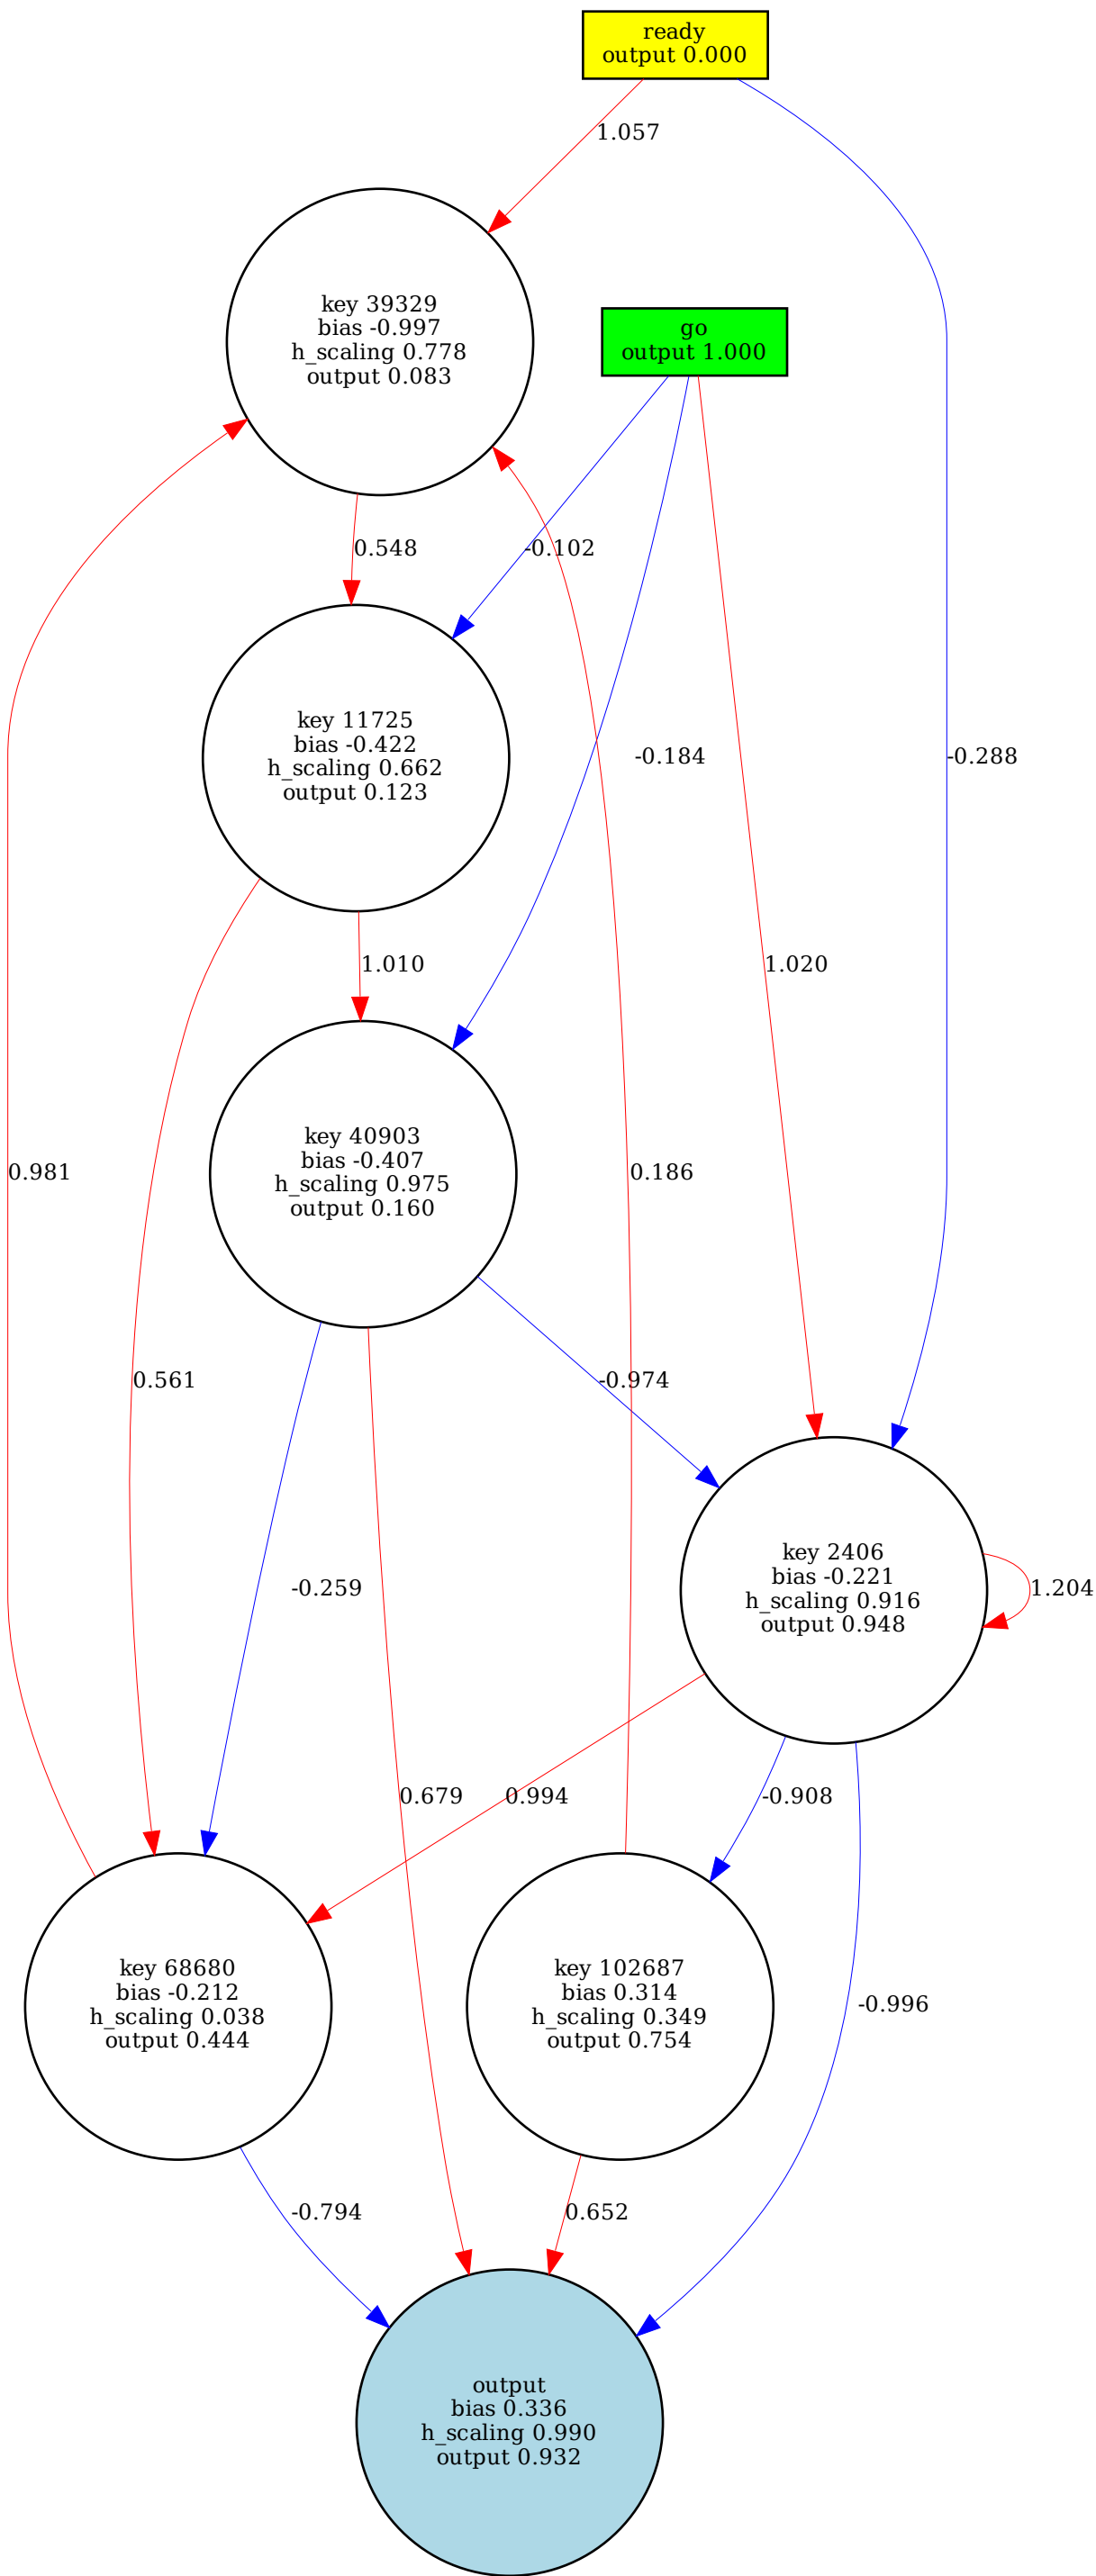 ready
output 0.000
1.057
key 39329
bias -0.997
h_scaling 0.778
output 0.083
go
output 1.000
0.548
-0.102
key 11725
bias -0.422
h_scaling 0.662
output 0.123
-0.184
-0.288
1.010
1.020
key 40903
bias -0.407
h_scaling 0.975
output 0.160
0.981
0.186
0.561
-0.974
key 2406
bias -0.221
h_scaling 0.916
output 0.948
-0.259
1.204
0.679
0.994
-0.908
key 68680
bias -0.212
h_scaling 0.038
output 0.444
key 102687
bias 0.314
h_scaling 0.349
output 0.754
-0.996
-0.794
0.652
output
bias 0.336
h_scaling 0.990
output 0.932